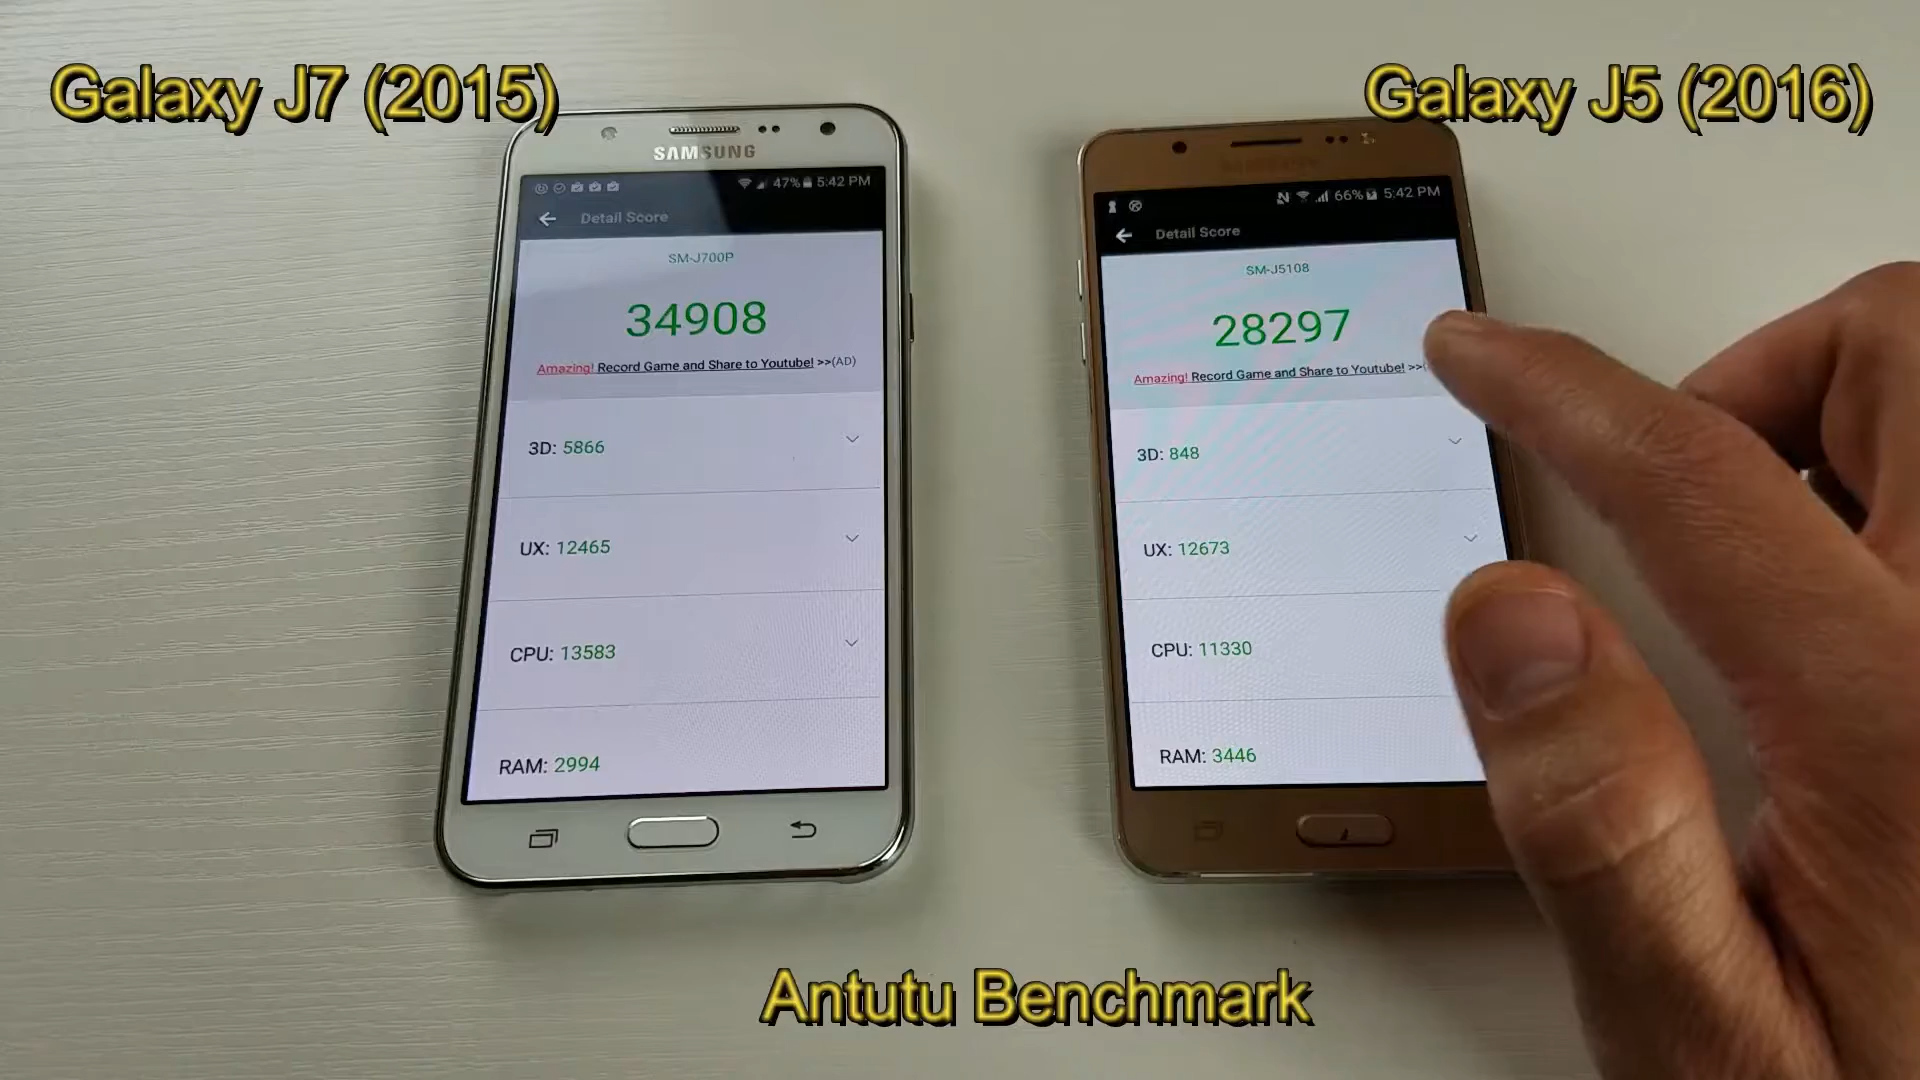 Galaxy J7 (2015)
Galaxy J5 (2016)
SAMSUNG
47% 5:42 PM
Detail Score
SM-J700P
34908
Amazing! Record Game and Share to Youtube! >>(AD)
3D: 5866
UX: 12465
CPU: 13583
RAM: 2994
SAMSUNG
66% 5:42 PM
Detail Score
SM-J5108
28297
Amazing! Record Game and Share to Youtube! >>(
3D: 848
UX: 12673
CPU: 11330
RAM: 3446
Antutu Benchmark